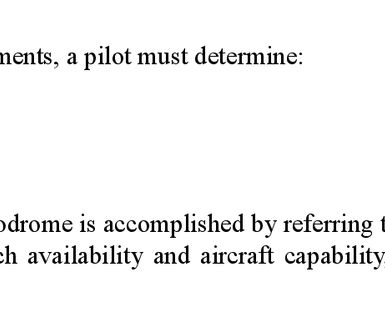 ments, a pilot must determine:
odrome is accomplished by referring t
ch availability and aircraft capability,